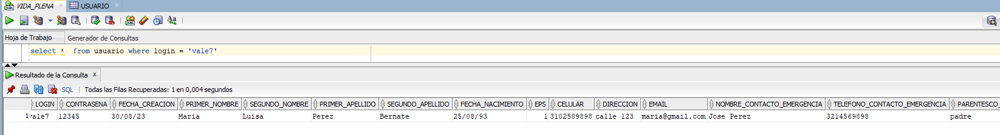 VIDA_PLENA USUARIO
SQL Aa
Hoja de Trabajo Generador de Consultas
select * from usuario where login = 'vale7'
Resultado de la Consulta x
SQL Todas las Filas Recuperadas: 1 en 0,004 segundos
LOGIN CONTRASENA FECHA_CREACION PRIMER_NOMBRE SEGUNDO_NOMBRE PRIMER_APELLIDO SEGUNDO_APELLIDO FECHA_NACIMIENTO EPS CELULAR DIRECCION EMAIL NOMBRE_CONTACTO_EMERGENCIA TELEFONO_CONTACTO_EMERGENCIA PARENTESCO_
1 vale7 12345 30/08/23 Maria Luisa Perez Bernate 25/08/93 1 3102589898 calle 123 maria@gmail.com Jose Perez 3214569898 padre